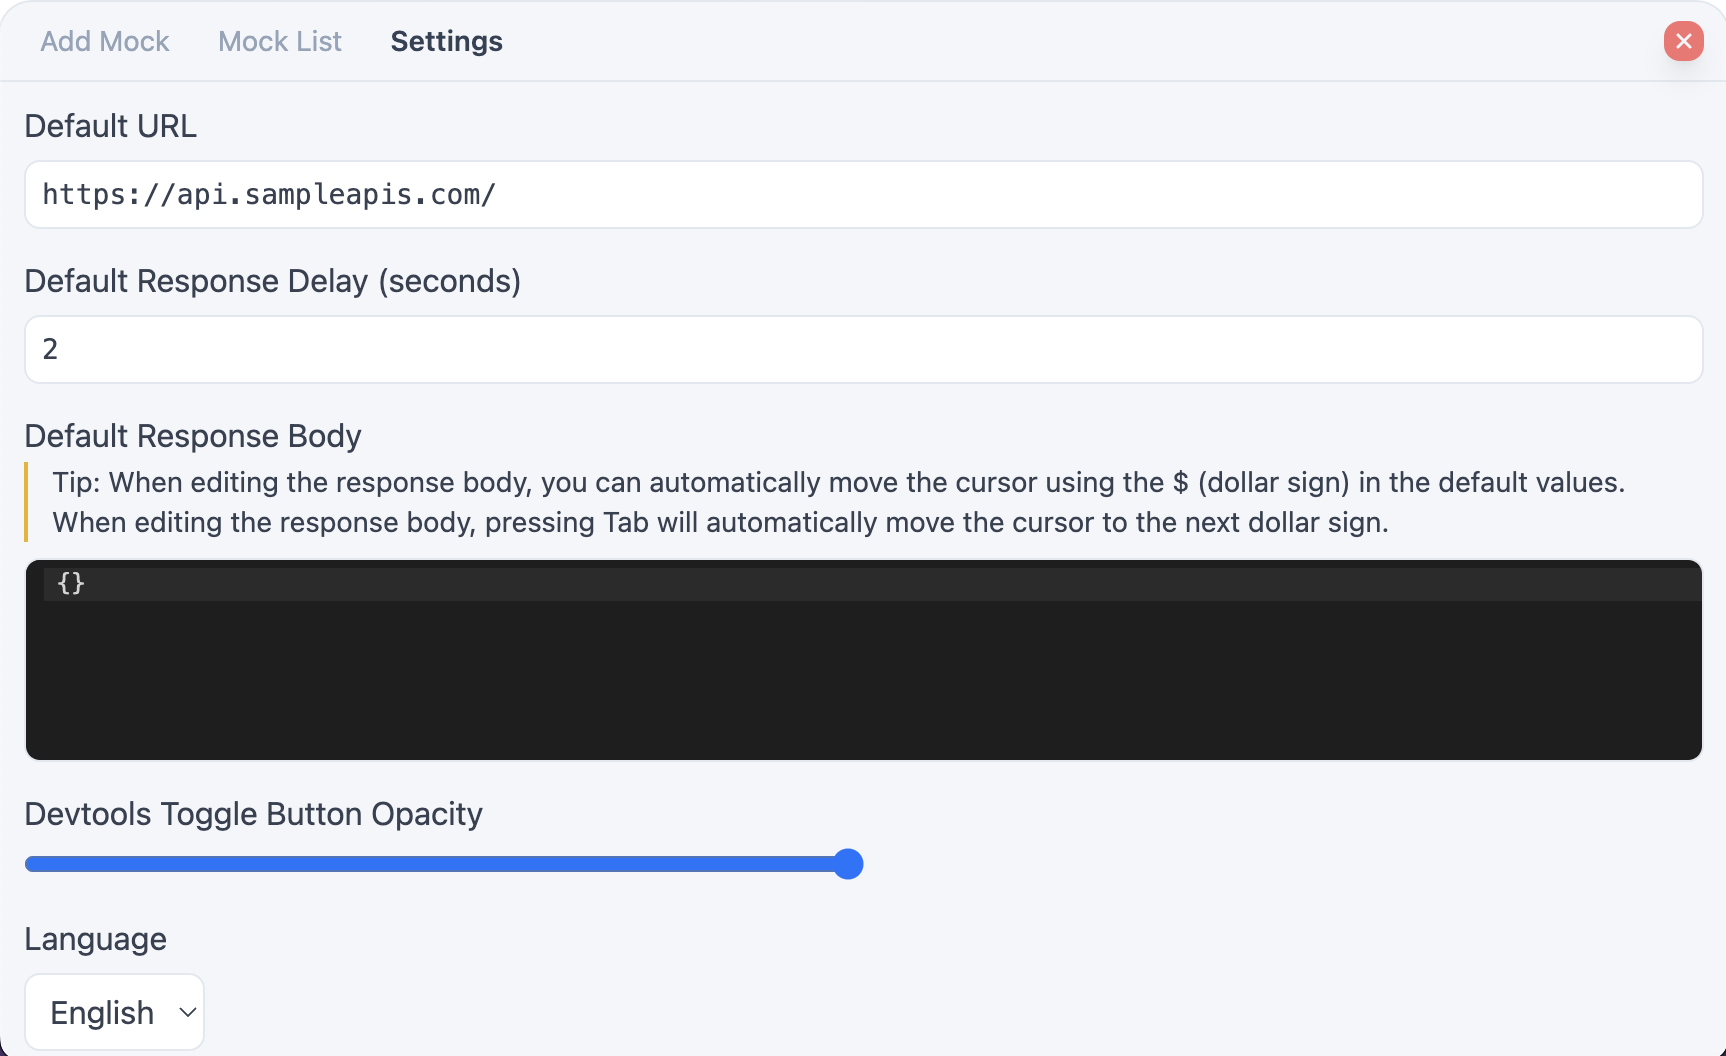 Add Mock Mock List Settings
Default URL
https://api.sampleapis.com/
Default Response Delay (seconds)
2
Default Response Body
Tip: When editing the response body, you can automatically move the cursor using the $ (dollar sign) in the default values.
When editing the response body, pressing Tab will automatically move the cursor to the next dollar sign.
{}
Devtools Toggle Button Opacity
Language
English